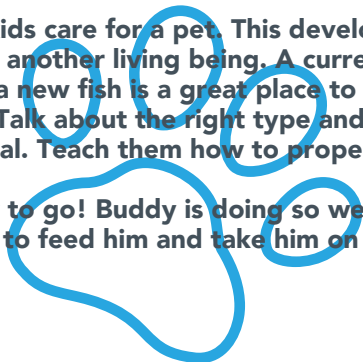 ids care for a pet. This develo
another living being. A curre
a new fish is a great place to
Talk about the right type and
al. Teach them how to prope
to go! Buddy is doing so we
to feed him and take him on